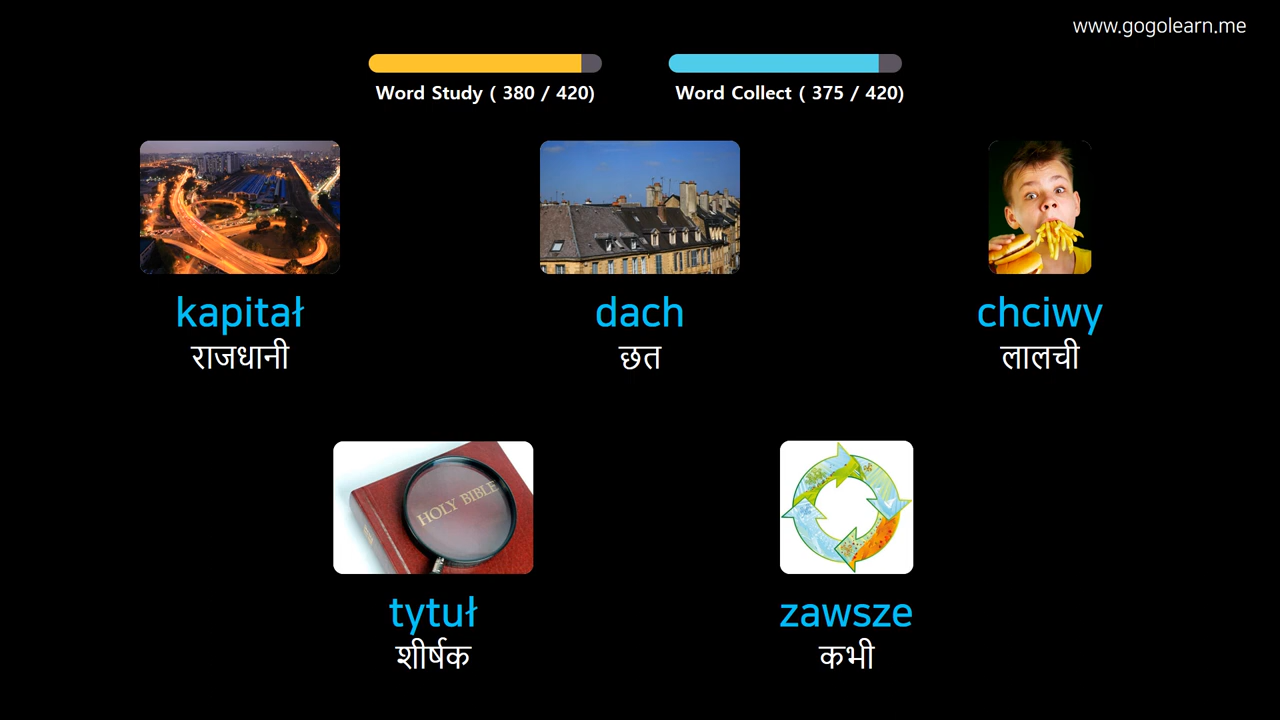 www.gogolearn.me
Word Study ( 380 / 420)
Word Collect ( 375 / 420)
kapitał
राजधानी
dach
छत
chciwy
लालची
HOLY BIBLE
tytuł
शीर्षक
zawsze
कभी